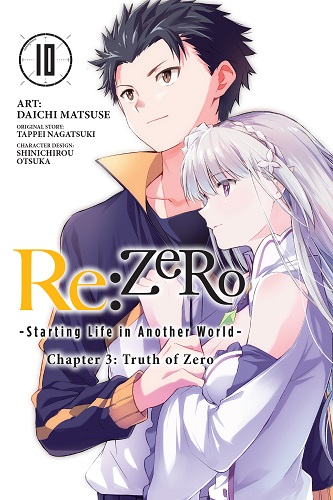 10
ART:
DAICHI MATSUSE
ORIGINAL STORY:
TAPPEI NAGATSUKI
CHARACTER DESIGN:
SHINICHIROU
OTSUKA
Re:ZeRo
-Starting Life in Another World-
Chapter 3: Truth of Zero